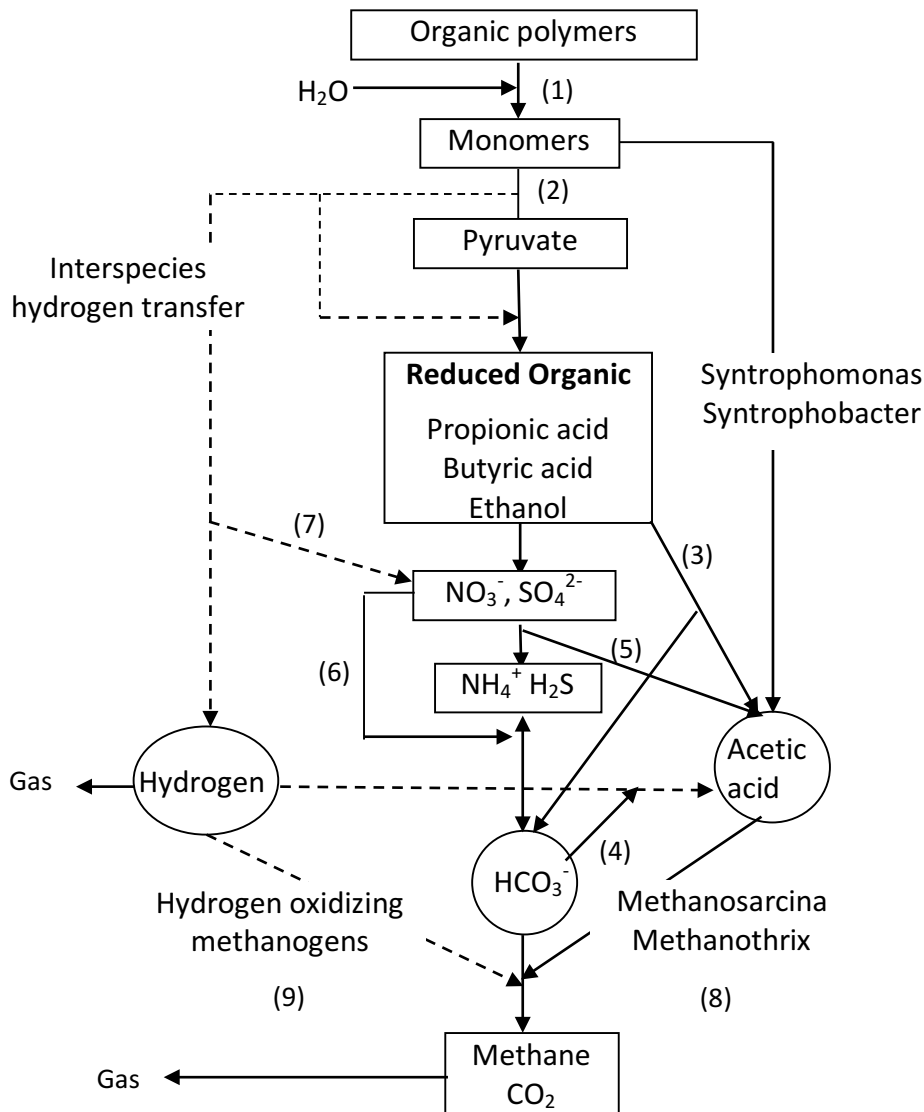 Organic polymers
H₂O
(1)
Monomers
(2)
Pyruvate
Interspecies
hydrogen transfer
Reduced Organic
Propionic acid
Butyric acid
Ethanol
Syntrophomonas
Syntrophobacter
(7)
(3)
NO₃⁻, SO₄²⁻
(6)
(5)
NH₄⁺ H₂S
Gas
Hydrogen
Acetic
acid
(4)
HCO₃⁻
Hydrogen oxidizing
methanogens
Methanosarcina
Methanothrix
(9)
(8)
Methane
CO₂
Gas